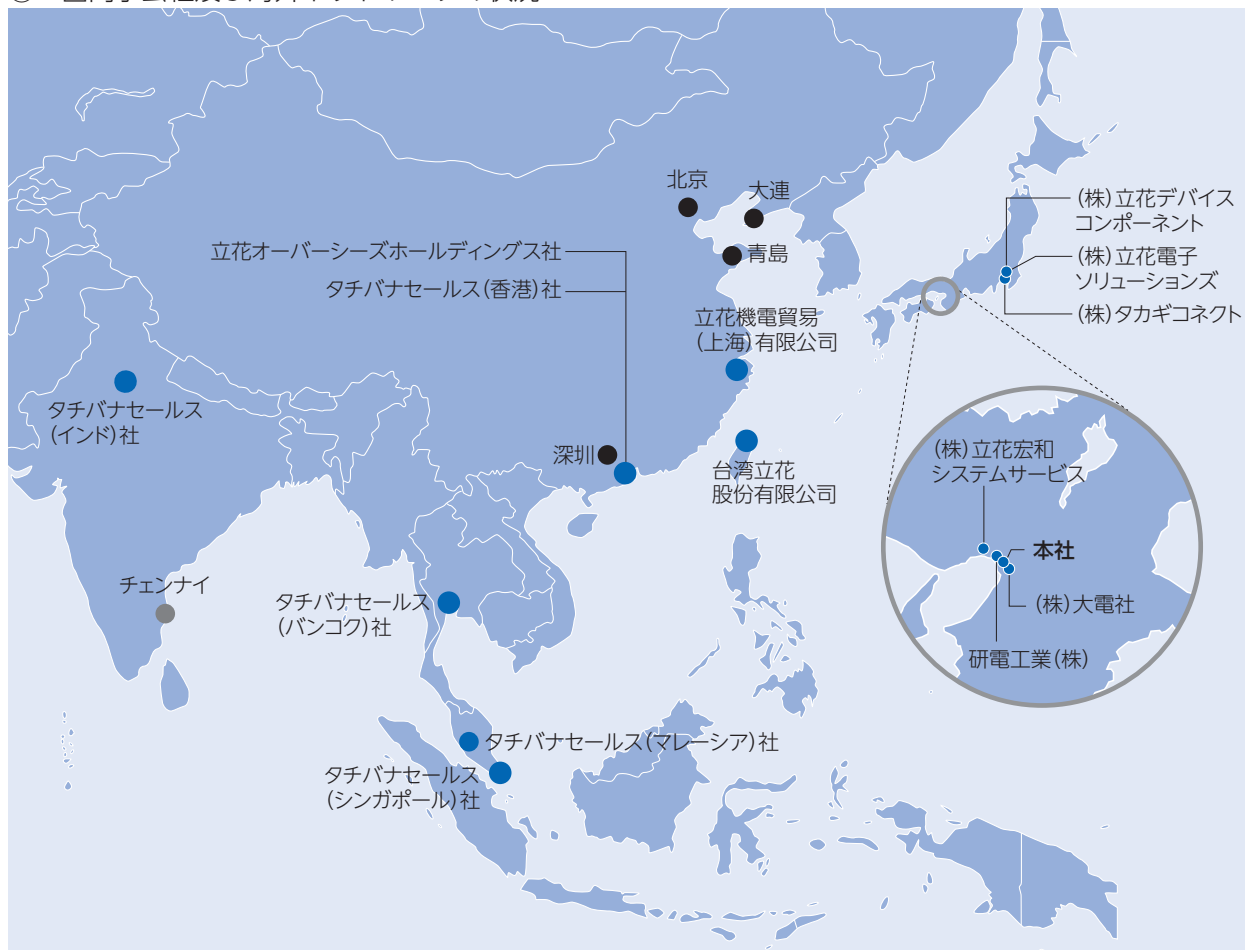 北京
大連
青島
立花オーバーシーズホールディングス社
タチバナセールス(香港)社
立花機電貿易
(上海)有限公司
(株)立花デバイス
コンポーネント
(株)立花電子
ソリューションズ
(株)タカギコネクト
タチバナセールス
(インド)社
深圳
台湾立花
股份有限公司
(株)立花宏和
システムサービス
本社
(株)大電社
研電工業(株)
チェンナイ
タチバナセールス
(バンコク)社
タチバナセールス(マレーシア)社
タチバナセールス
(シンガポール)社